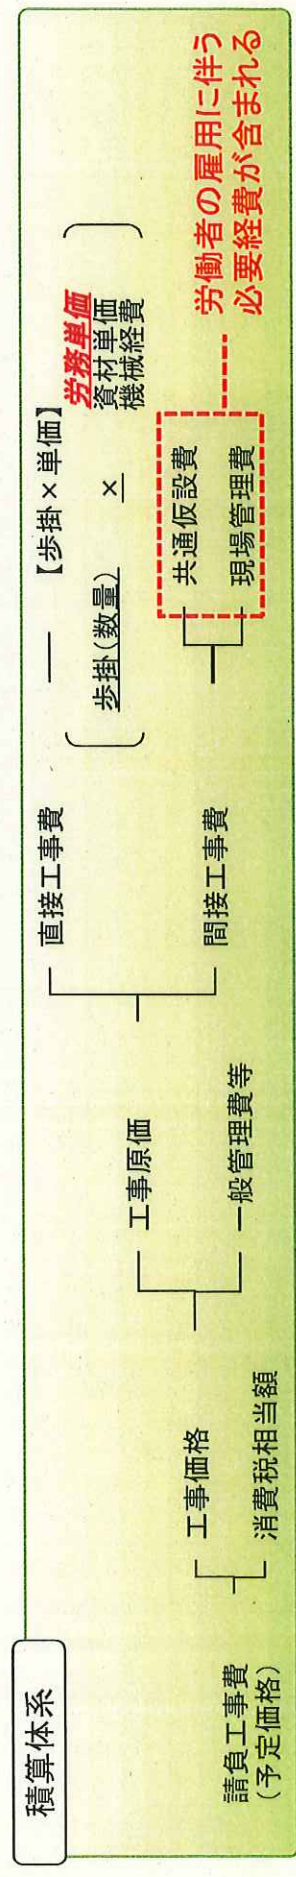 積算体系
請負工事費
(予定価格)
工事価格
消費税相当額
工事原価
一般管理費等
直接工事費
間接工事費
【歩掛×単価】
歩掛(数量)
×
労務単価
資材単価
機械経費
共通仮設費
現場管理費
労働者の雇用に伴う
必要経費が含まれる